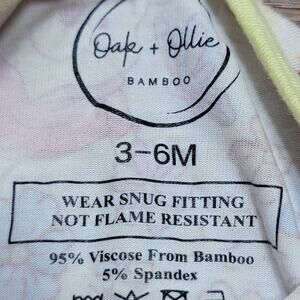 Oak + Ollie
BAMBOO
3-6M
WEAR SNUG FITTING
NOT FLAME RESISTANT
95% Viscose From Bamboo
5% Spandex